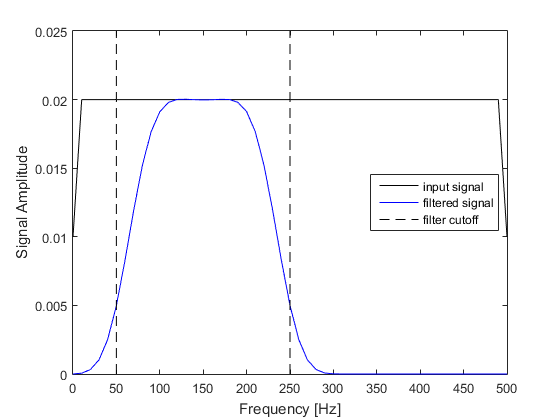 0.025
0.02
0.015
0.01
0.005
0
Signal Amplitude
input signal
filtered signal
filter cutoff
0 50 100 150 200 250 300 350 400 450 500
Frequency [Hz]